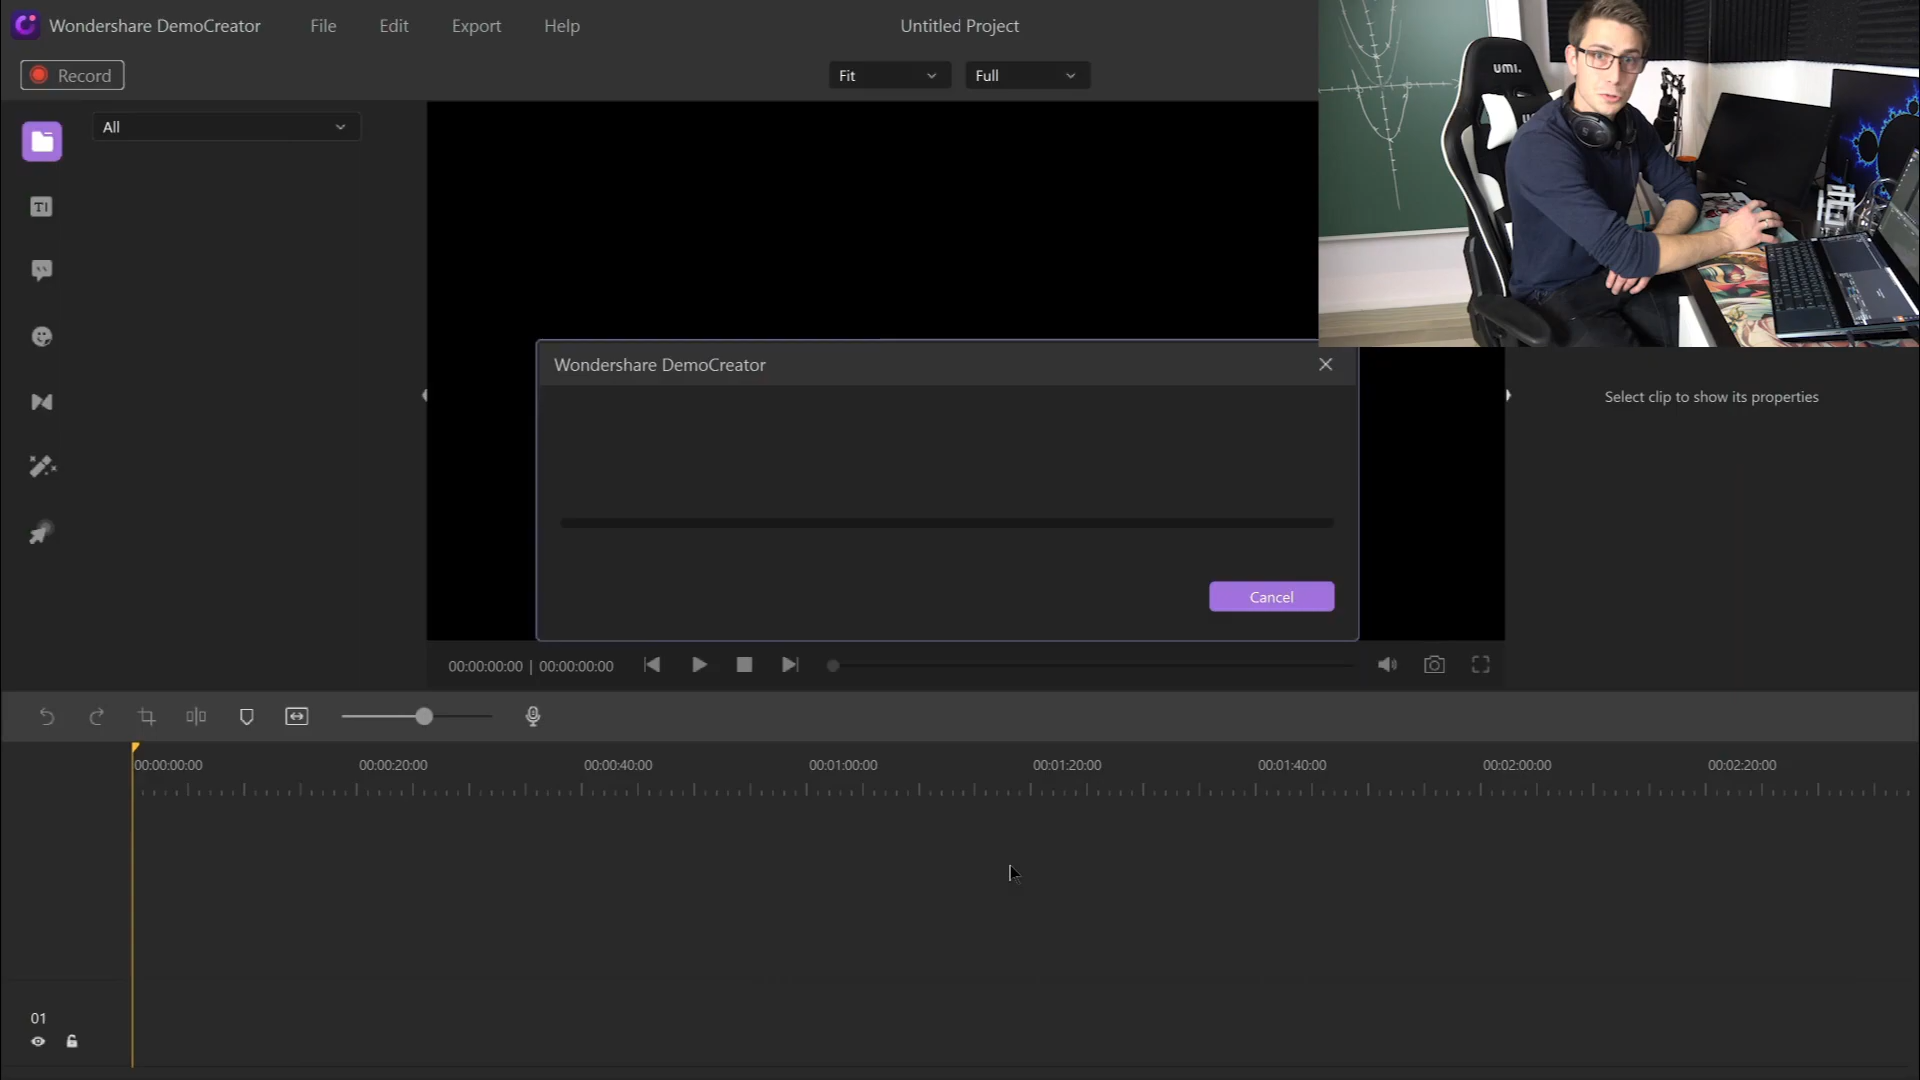 Wondershare DemoCreator File Edit Export Help Untitled Project
Record Fit Full
All
TI
umi.
Wondershare DemoCreator
Select clip to show its properties
Cancel
00:00:00:00 | 00:00:00:00
00:00:00:00 00:00:20:00 00:00:40:00 00:01:00:00 00:01:20:00 00:01:40:00 00:02:00:00 00:02:20:00
01